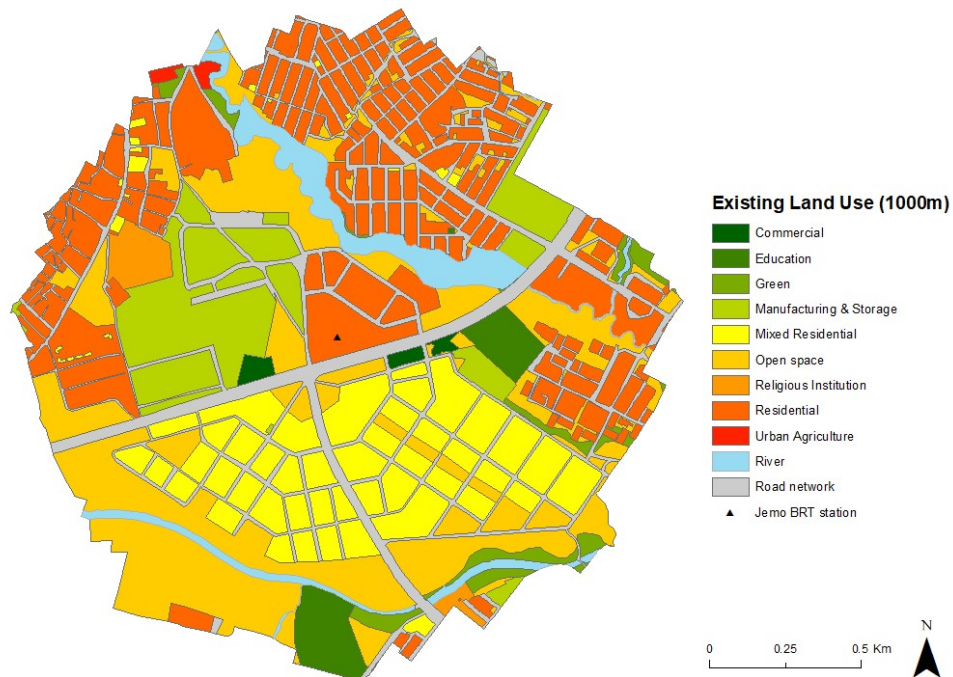 Existing Land Use (1000m)
Commercial
Education
Green
Manufacturing & Storage
Mixed Residential
Open space
Religious Institution
Residential
Urban Agriculture
River
Road network
Jemo BRT station
N
0 0.25 0.5 Km